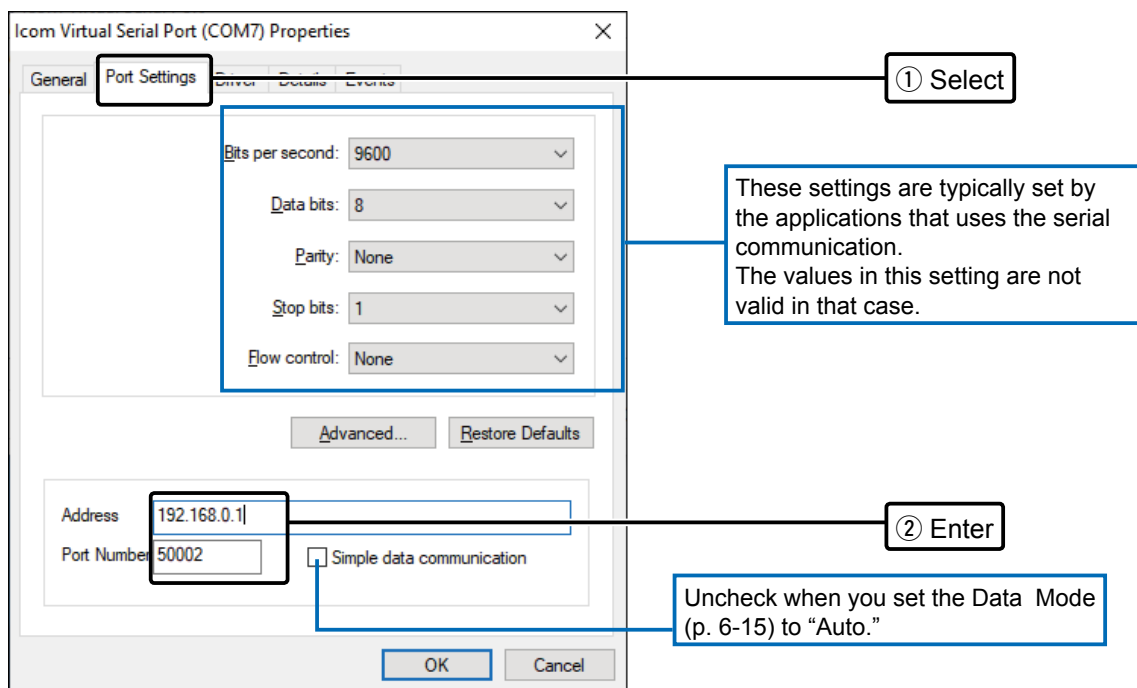 Icom Virtual Serial Port (COM7) Properties
General Port Settings Driver Details Events
① Select
Bits per second: 9600
Data bits: 8
Parity: None
Stop bits: 1
Flow control: None
These settings are typically set by
the applications that uses the serial
communication.
The values in this setting are not
valid in that case.
Advanced... Restore Defaults
Address 192.168.0.1
② Enter
Port Number 50002 Simple data communication
Uncheck when you set the Data Mode
(p. 6-15) to “Auto.”
OK Cancel